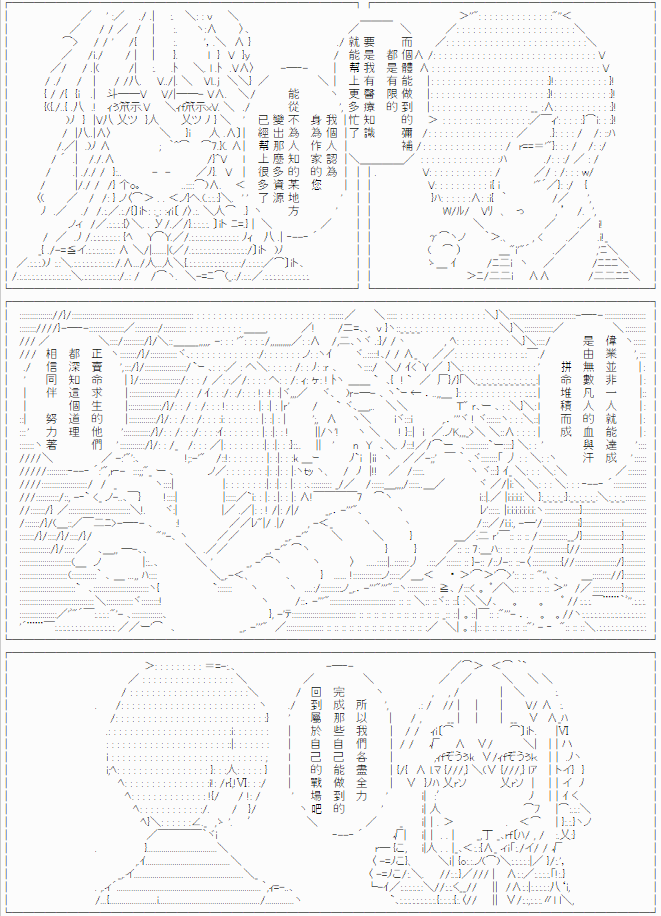 而個體能做到的彌補
都是有限的
要是我有醫療知識
就能幫上更多忙了
我個人認為
身為作家的您
能從不為人知的某地方
變出那麼些資源
已經幫上很多了
偉業並非一人就能達成
是由無數凡人的血與汗
拼命堆積而成
正賣命求生的他們
都深知這個道理
相信同伴 努力著
所以我們各盡全力
完成那些自己能做到的
回到屬於自己的戰場吧